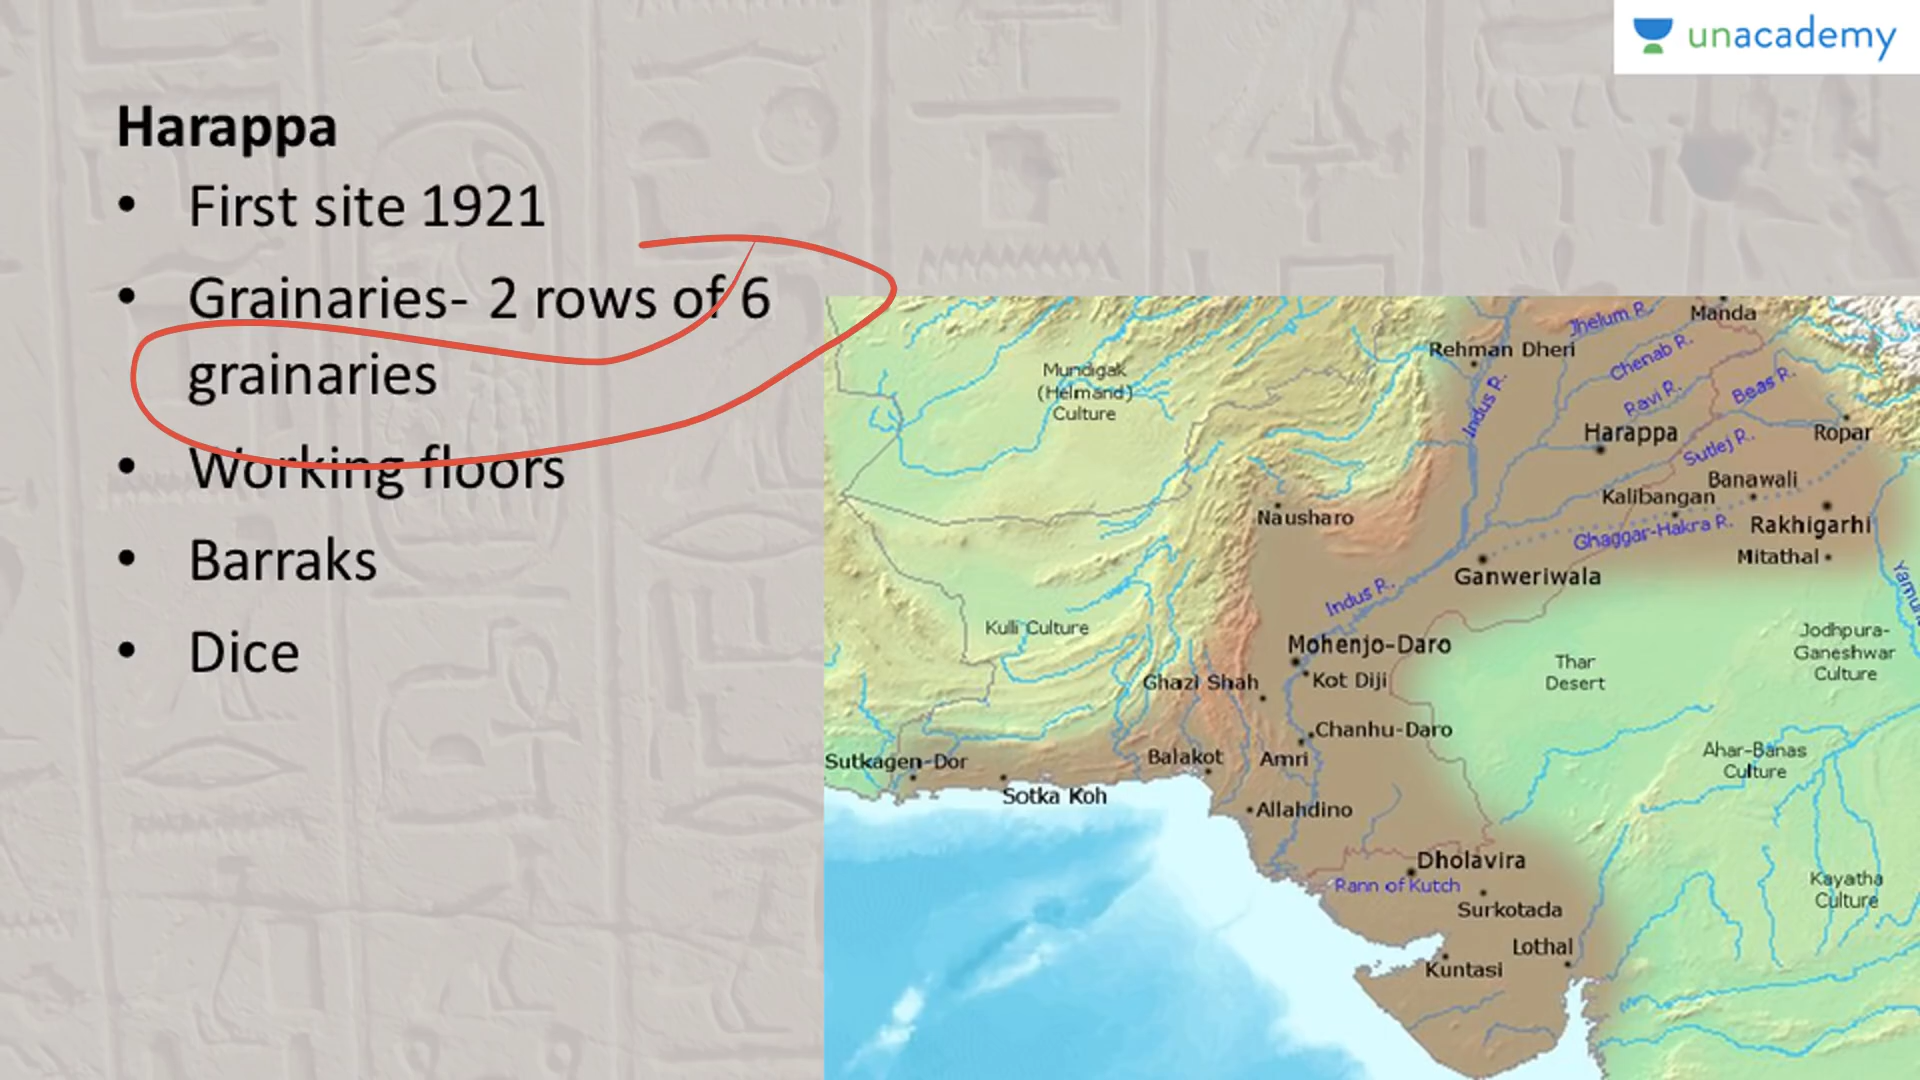 unacademy
Harappa
• First site 1921
• Grainaries- 2 rows of 6
grainaries
• Working floors
• Barraks
• Dice
Manda
Jhelum R.
Rehman Dheri
Chenab R.
Mundigak
(Helmand)
Culture
Indus R.
Ravi R.
Beas R.
Harappa
Ropar
Sutlej R.
Banawali
Kalibangan
Nausharo
Rakhigarhi
Ghaggar-Hakra R.
Mitathal
Ganweriwala
Indus R.
Kulli Culture
Jodhpura-
Ganeshwar
Culture
Mohenjo-Daro
Thar
Desert
Kot Diji
Ghazi Shah
Chanhu-Daro
Balakot
Amri
Ahar-Banas
Culture
Sutkagen-Dor
Sotka Koh
Allahdino
Dholavira
Rann of Kutch
Kayatha
Culture
Surkotada
Lothal
Kuntasi